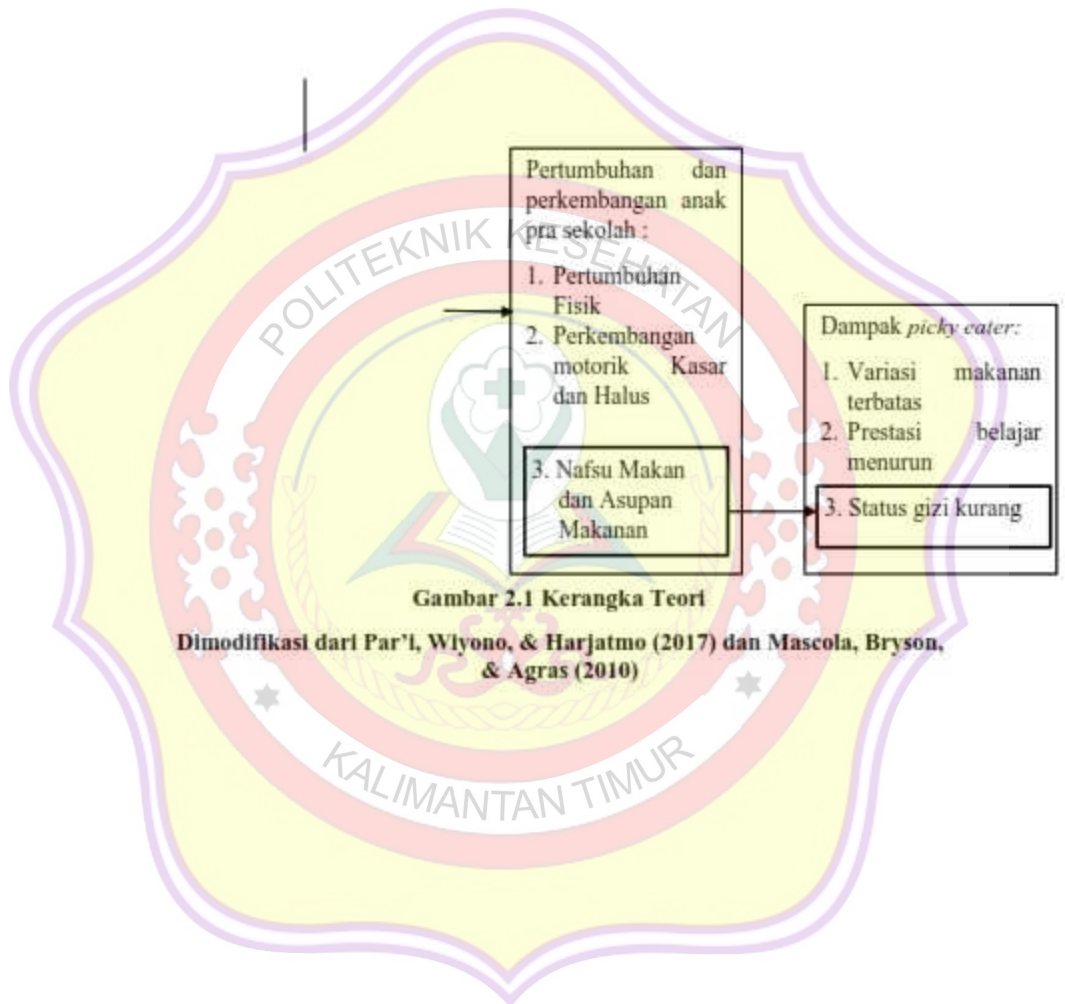 POLITEKNIK KESEHATAN
Pertumbuhan dan
perkembangan anak
pra sekolah :
1. Pertumbuhan
Fisik
2. Perkembangan
motorik Kasar
dan Halus
3. Nafsu Makan
dan Asupan
Makanan
Dampak picky eater:
1. Variasi makanan
terbatas
2. Prestasi belajar
menurun
3. Status gizi kurang
Gambar 2.1 Kerangka Teori
Dimodifikasi dari Par'i, Wiyono, & Harjatmo (2017) dan Mascola, Bryson,
& Agras (2010)
KALIMANTAN TIMUR